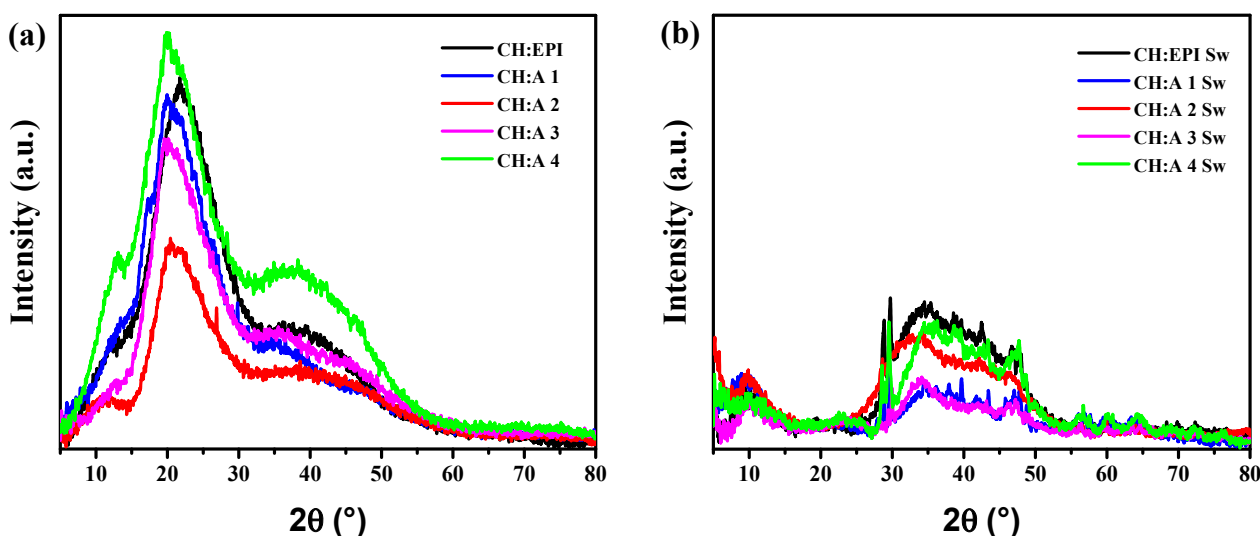 (a)
Intensity (a.u.)
CH:EPI
CH:A 1
CH:A 2
CH:A 3
CH:A 4
10 20 30 40 50 60 70 80
2θ (°)
(b)
Intensity (a.u.)
CH:EPI Sw
CH:A 1 Sw
CH:A 2 Sw
CH:A 3 Sw
CH:A 4 Sw
10 20 30 40 50 60 70 80
2θ (°)